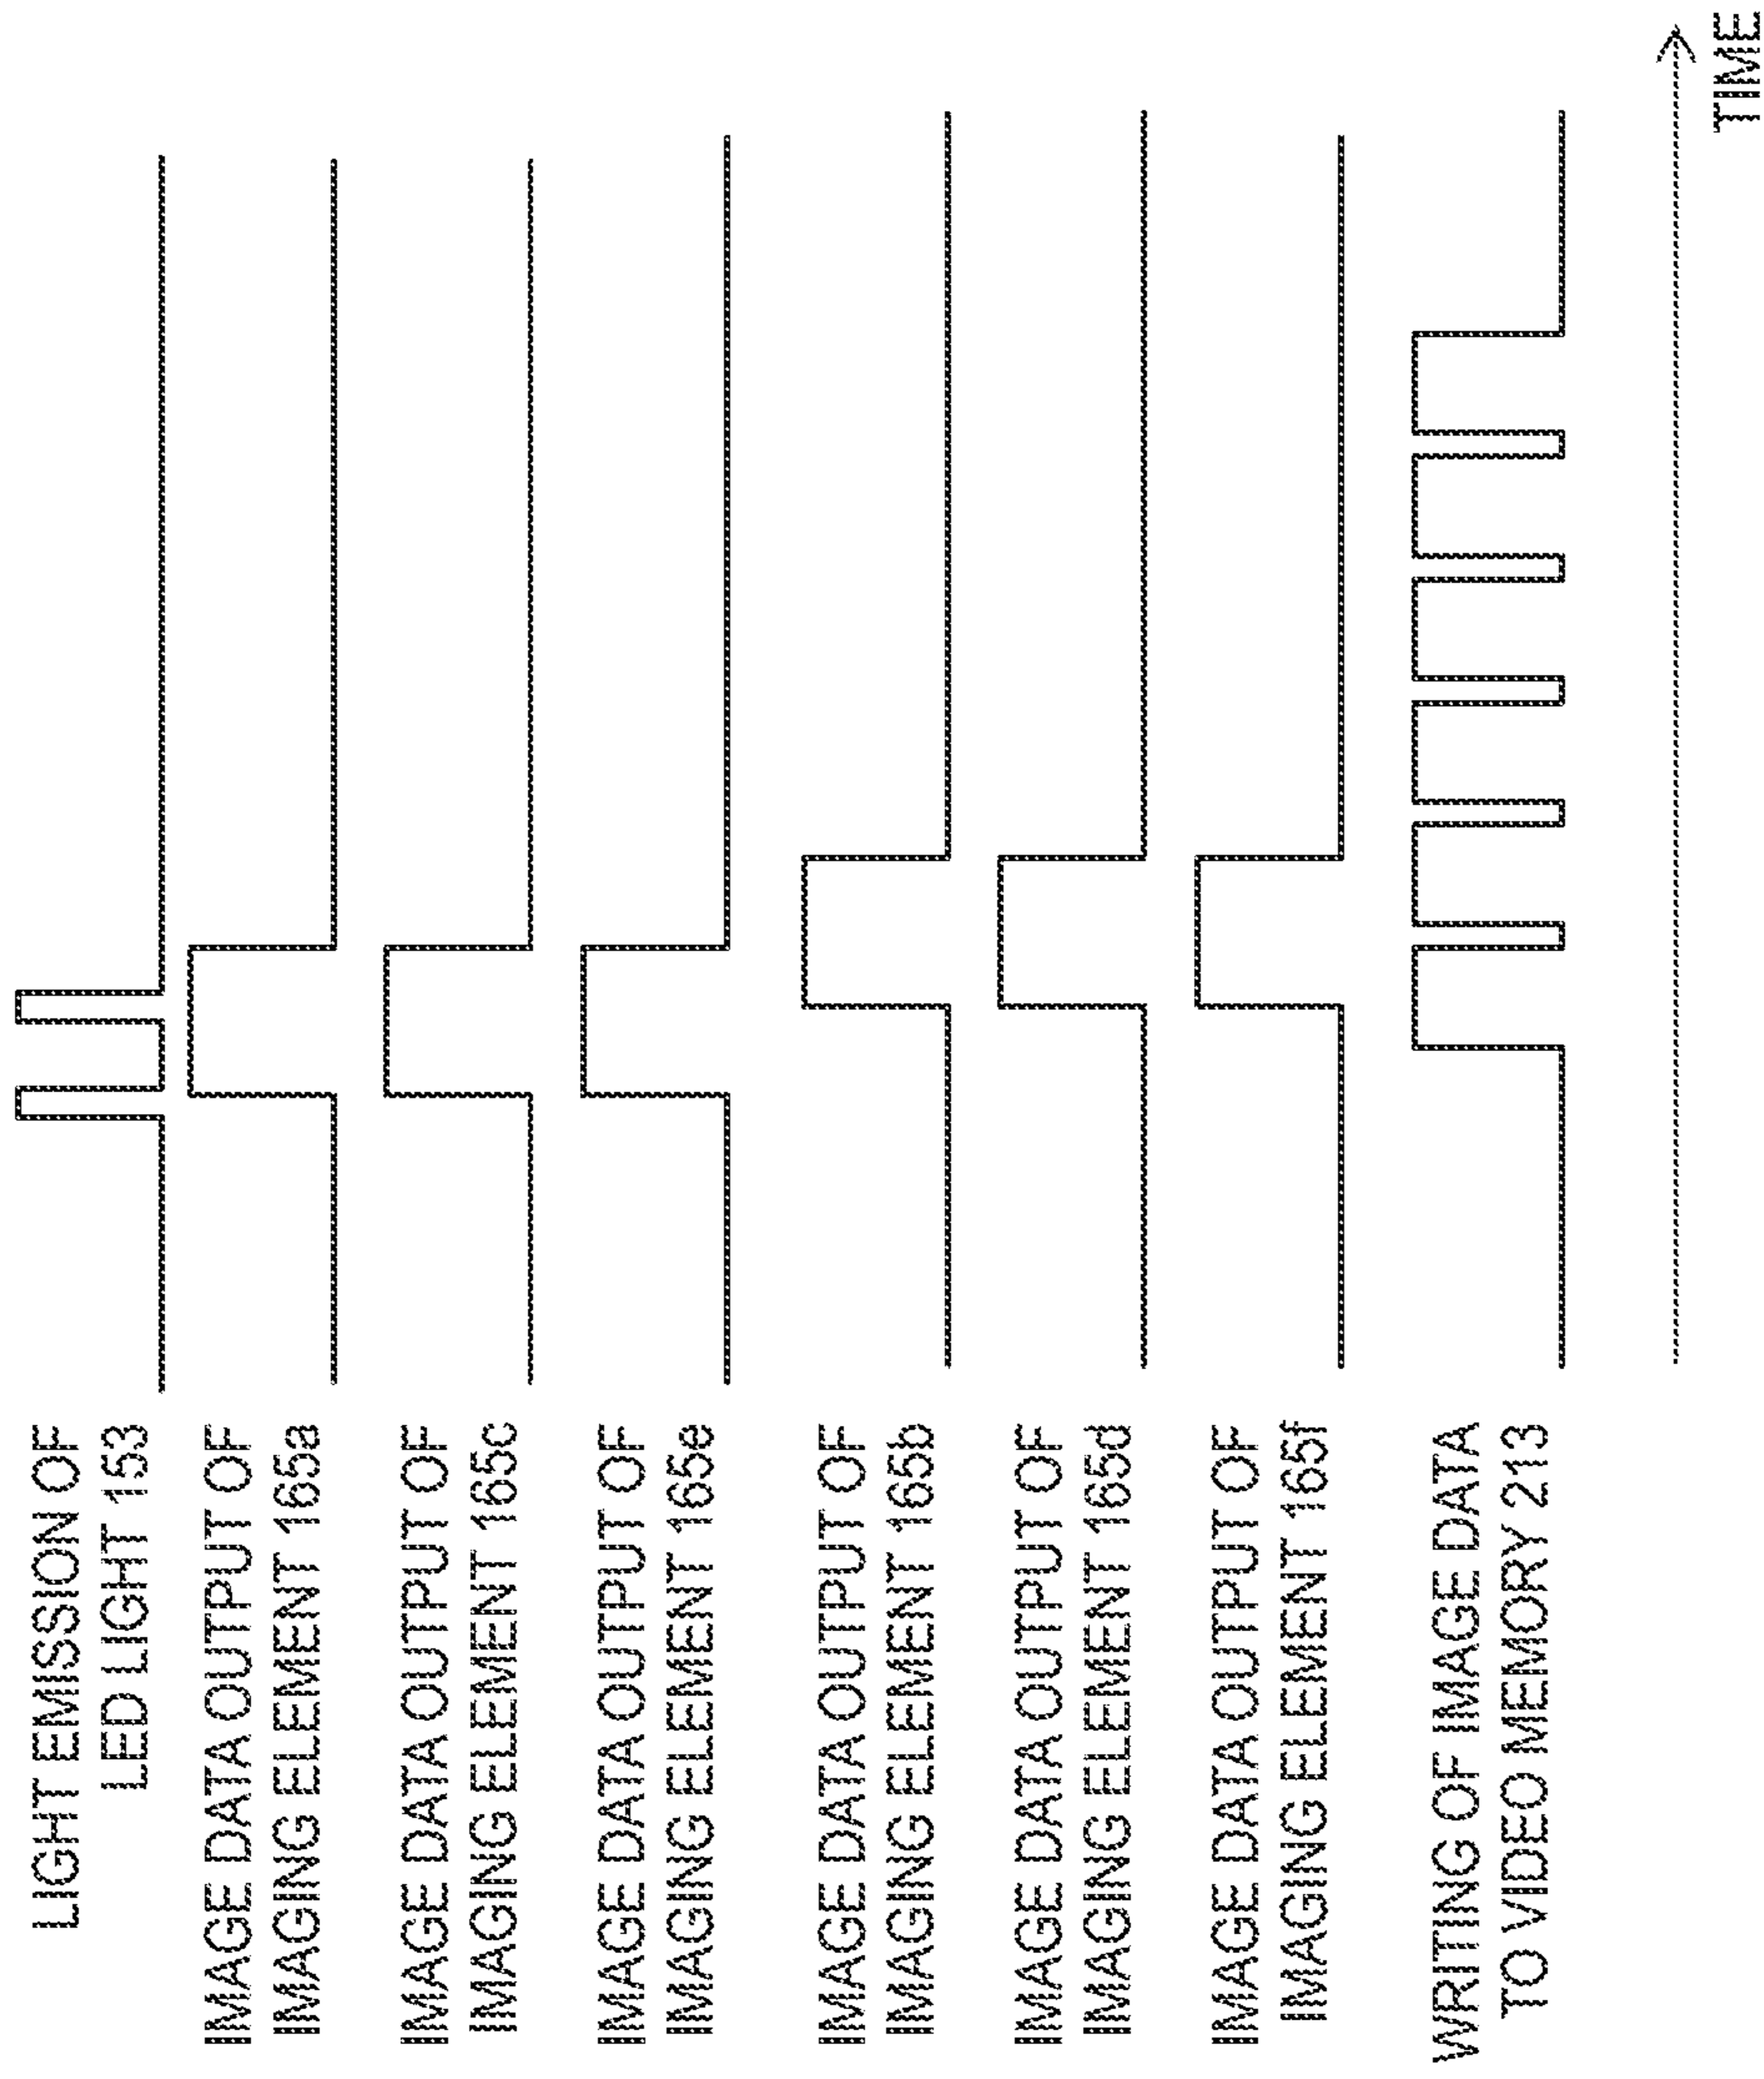 LIGHT EMISSION OF
LED LIGHT 153
IMAGE DATA OUTPUT OF
IMAGING ELEMENT 165a
IMAGE DATA OUTPUT OF
IMAGING ELEMENT 165c
IMAGE DATA OUTPUT OF
IMAGING ELEMENT 165e
IMAGE DATA OUTPUT OF
IMAGING ELEMENT 165b
IMAGE DATA OUTPUT OF
IMAGING ELEMENT 165d
IMAGE DATA OUTPUT OF
IMAGING ELEMENT 165f
WRITING OF IMAGE DATA
TO VIDEO MEMORY 213
TIME